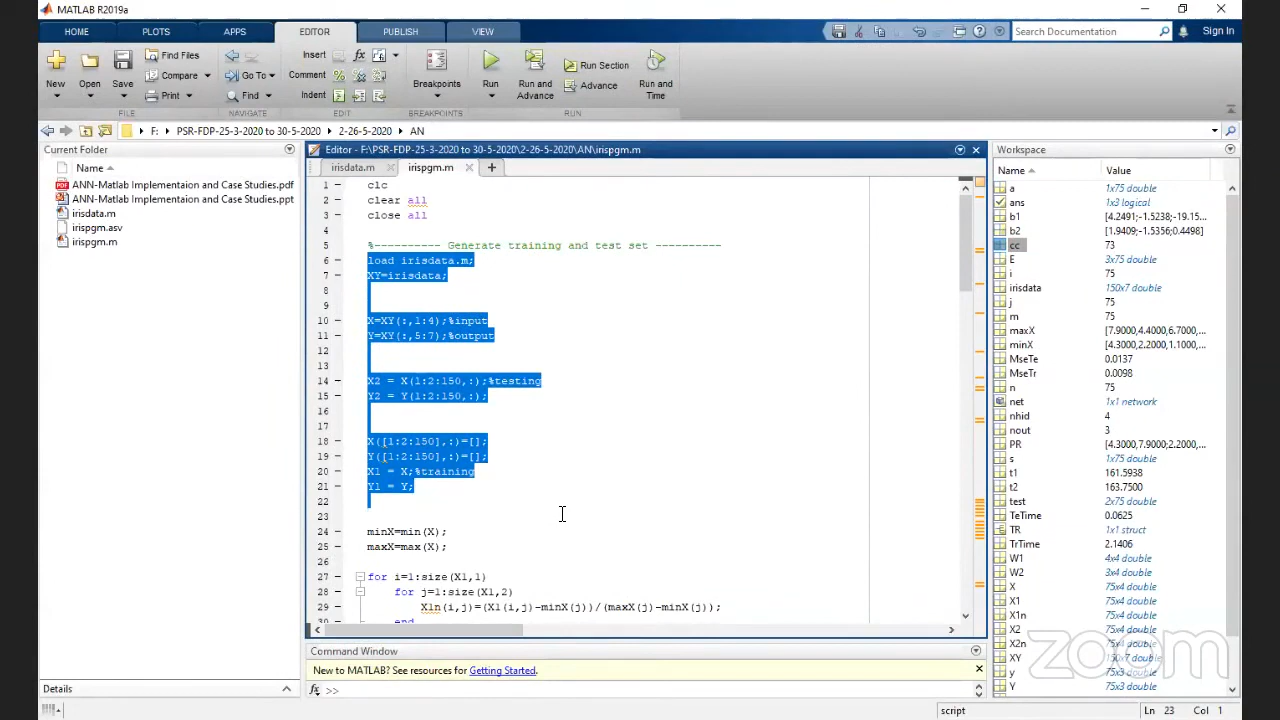 MATLAB R2019a
HOME PLOTS APPS EDITOR PUBLISH VIEW
Search Documentation Sign In
New Open Save Find Files Compare Print Go To Find Insert Comment Indent Breakpoints Run Run and Advance Run Section Advance Run and Time
FILE NAVIGATE EDIT BREAKPOINTS RUN
F: PSR-FDP-25-3-2020 to 30-5-2020 2-26-5-2020 AN
Current Folder
Name
ANN-Matlab Implementaion and Case Studies.pdf
ANN-Matlab Implementaion and Case Studies.ppt
irisdata.m
irispgm.asv
irispgm.m
Details
Editor - F:\PSR-FDP-25-3-2020 to 30-5-2020\2-26-5-2020\AN\irispgm.m
irisdata.m irispgm.m
1 clc
2 clear all
3 close all
4
5 %---------- Generate training and test set ----------
6 load irisdata.m;
7 XY=irisdata;
8
9
10 X=XY(:,1:4);%input
11 Y=XY(:,5:7);%output
12
13
14 X2 = X(1:2:150,:);%testing
15 Y2 = Y(1:2:150,:);
16
17
18 X([1:2:150],:)=[];
19 Y([1:2:150],:)=[];
20 X1 = X;%training
21 Y1 = Y;
22
23
24 minX=min(X);
25 maxX=max(X);
26
27 for i=1:size(X1,1)
28 for j=1:size(X1,2)
29 X1n(i,j)=(X1(i,j)-minX(j))/(maxX(j)-minX(j));
30 end
Command Window
New to MATLAB? See resources for Getting Started.
fx >>
Workspace
Name Value
a 1x75 double
ans 1x3 logical
b1 [4.2491;-1.5238;-19.15...
b2 [1.9409;-1.5356;0.4498]
cc 73
E 3x75 double
i 75
irisdata 150x7 double
j 75
m 75
maxX [7.9000,4.4000,6.7000,...
minX [4.3000,2.2000,1.1000,...
MseTe 0.0137
MseTr 0.0098
n 75
net 1x1 network
nhid 4
nout 3
PR [4.3000,7.9000;2.2000,...
s 1x75 double
t1 161.5938
t2 163.7500
test 2x75 double
TeTime 0.0625
TR 1x1 struct
TrTime 2.1406
W1 4x4 double
W2 3x4 double
X 75x4 double
X1 75x4 double
X1n 75x4 double
X2 75x4 double
X2n 75x4 double
XY 150x7 double
y 75x3 double
Y 75x3 double
zoom
script Ln 23 Col 1